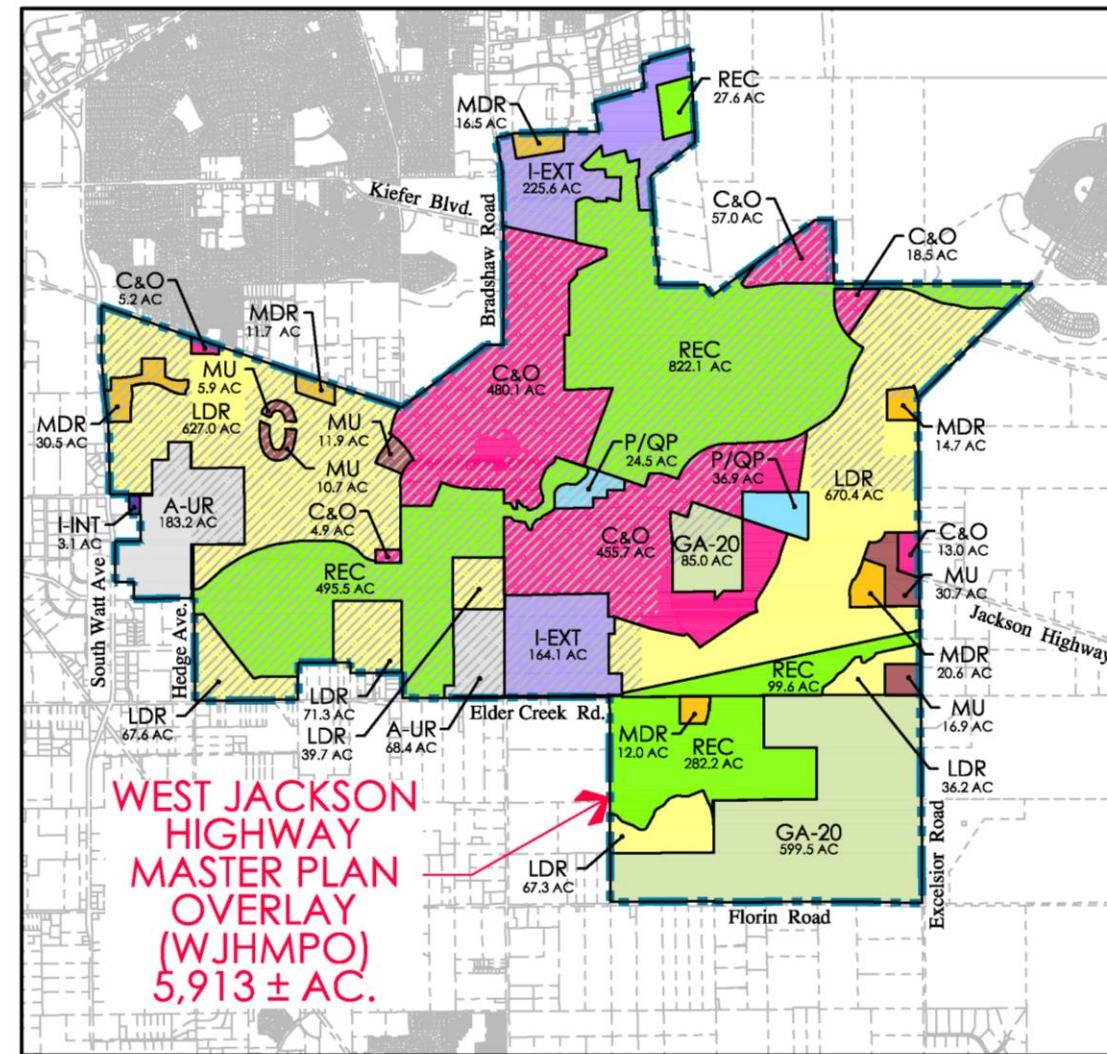 REC
27.6 AC
MDR
16.5 AC
I-EXT
225.6 AC
Kiefer Blvd.
Bradshaw Road
C&O
57.0 AC
C&O
18.5 AC
C&O
5.2 AC
MDR
11.7 AC
MU
5.9 AC
LDR
627.0 AC
MDR
30.5 AC
MU
11.9 AC
MU
10.7 AC
C&O
480.1 AC
REC
822.1 AC
MDR
14.7 AC
P/QP
24.5 AC
P/QP
36.9 AC
LDR
670.4 AC
A-UR
183.2 AC
I-INT
3.1 AC
C&O
4.9 AC
C&O
455.7 AC
GA-20
85.0 AC
C&O
13.0 AC
MU
30.7 AC
Jackson Highway
REC
495.5 AC
South Watt Ave
Hedge Ave.
I-EXT
164.1 AC
MDR
20.6 AC
REC
99.6 AC
MU
16.9 AC
LDR
67.6 AC
LDR
71.3 AC
LDR
39.7 AC
A-UR
68.4 AC
Elder Creek Rd.
MDR
12.0 AC
REC
282.2 AC
LDR
36.2 AC
WEST JACKSON
HIGHWAY
MASTER PLAN
OVERLAY
(WJHMPO)
5,913 ± AC.
LDR
67.3 AC
GA-20
599.5 AC
Excelsior Road
Florin Road